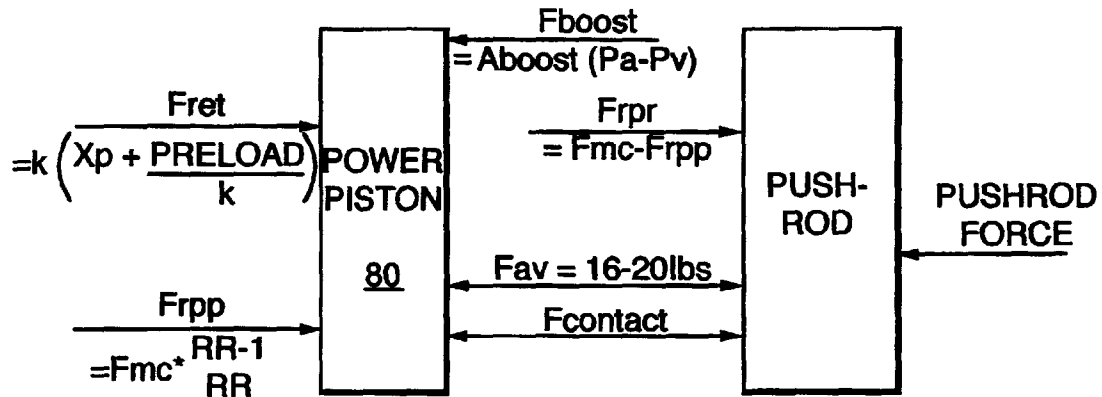 Fboost
= Aboost (Pa-Pv)
Fret
=k ( Xp + PRELOAD / k )
POWER
PISTON
80
Frpr
= Fmc-Frpp
PUSH-
ROD
PUSHROD
FORCE
Fav = 16-20lbs
Fcontact
Frpp
=Fmc* RR-1
RR